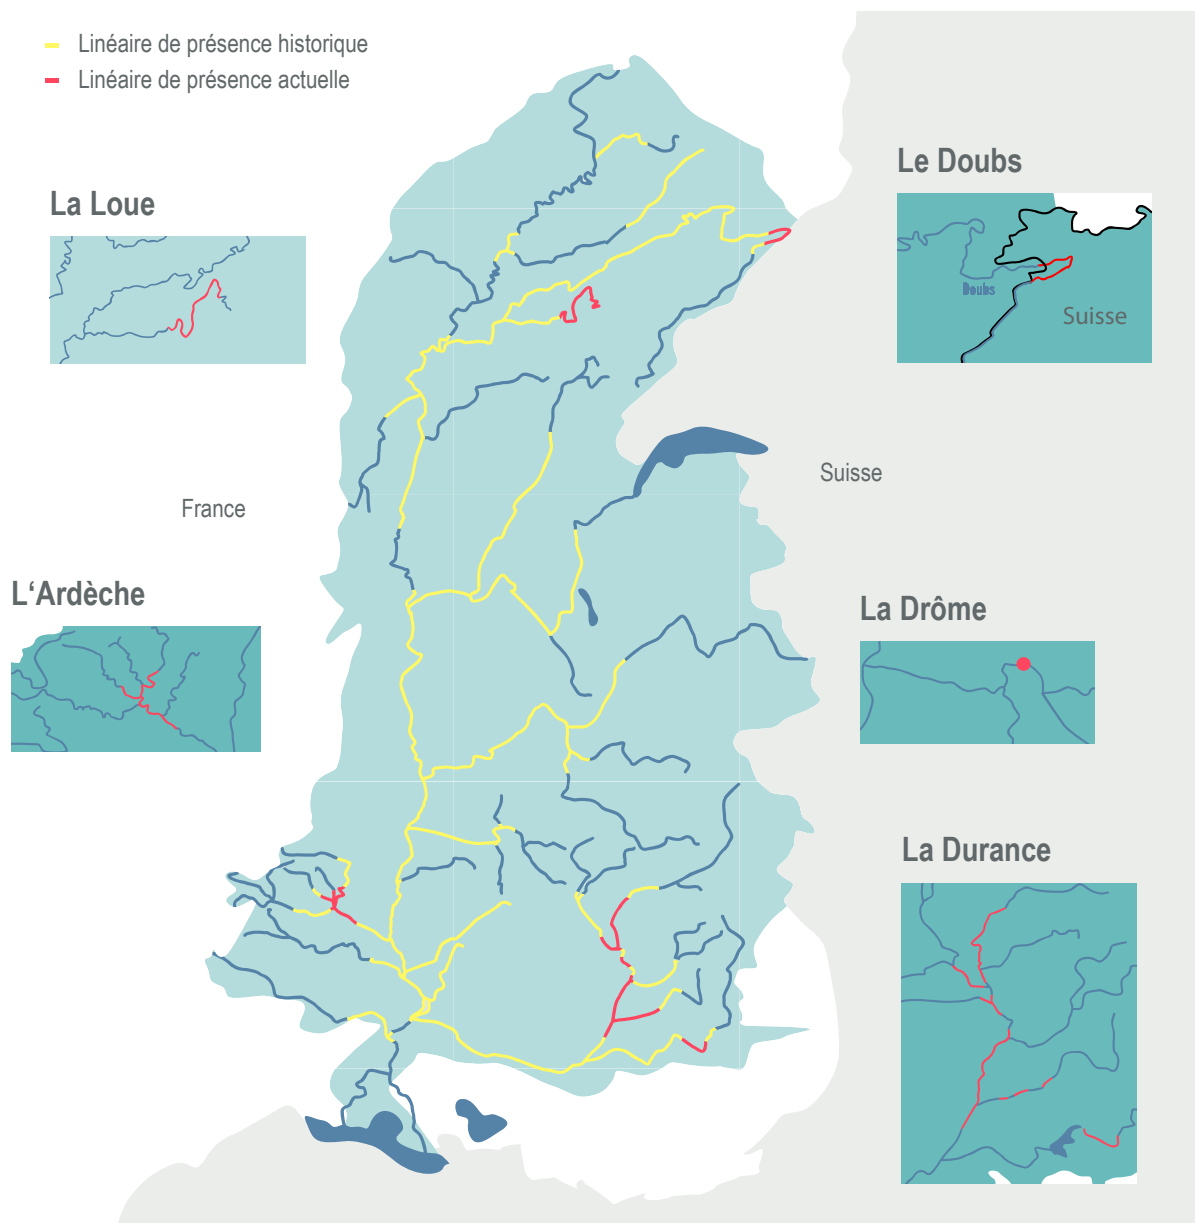 Linéaire de présence historique
Linéaire de présence actuelle
Le Doubs
La Loue
Doubs
Suisse
Suisse
France
L‘Ardèche
La Drôme
La Durance